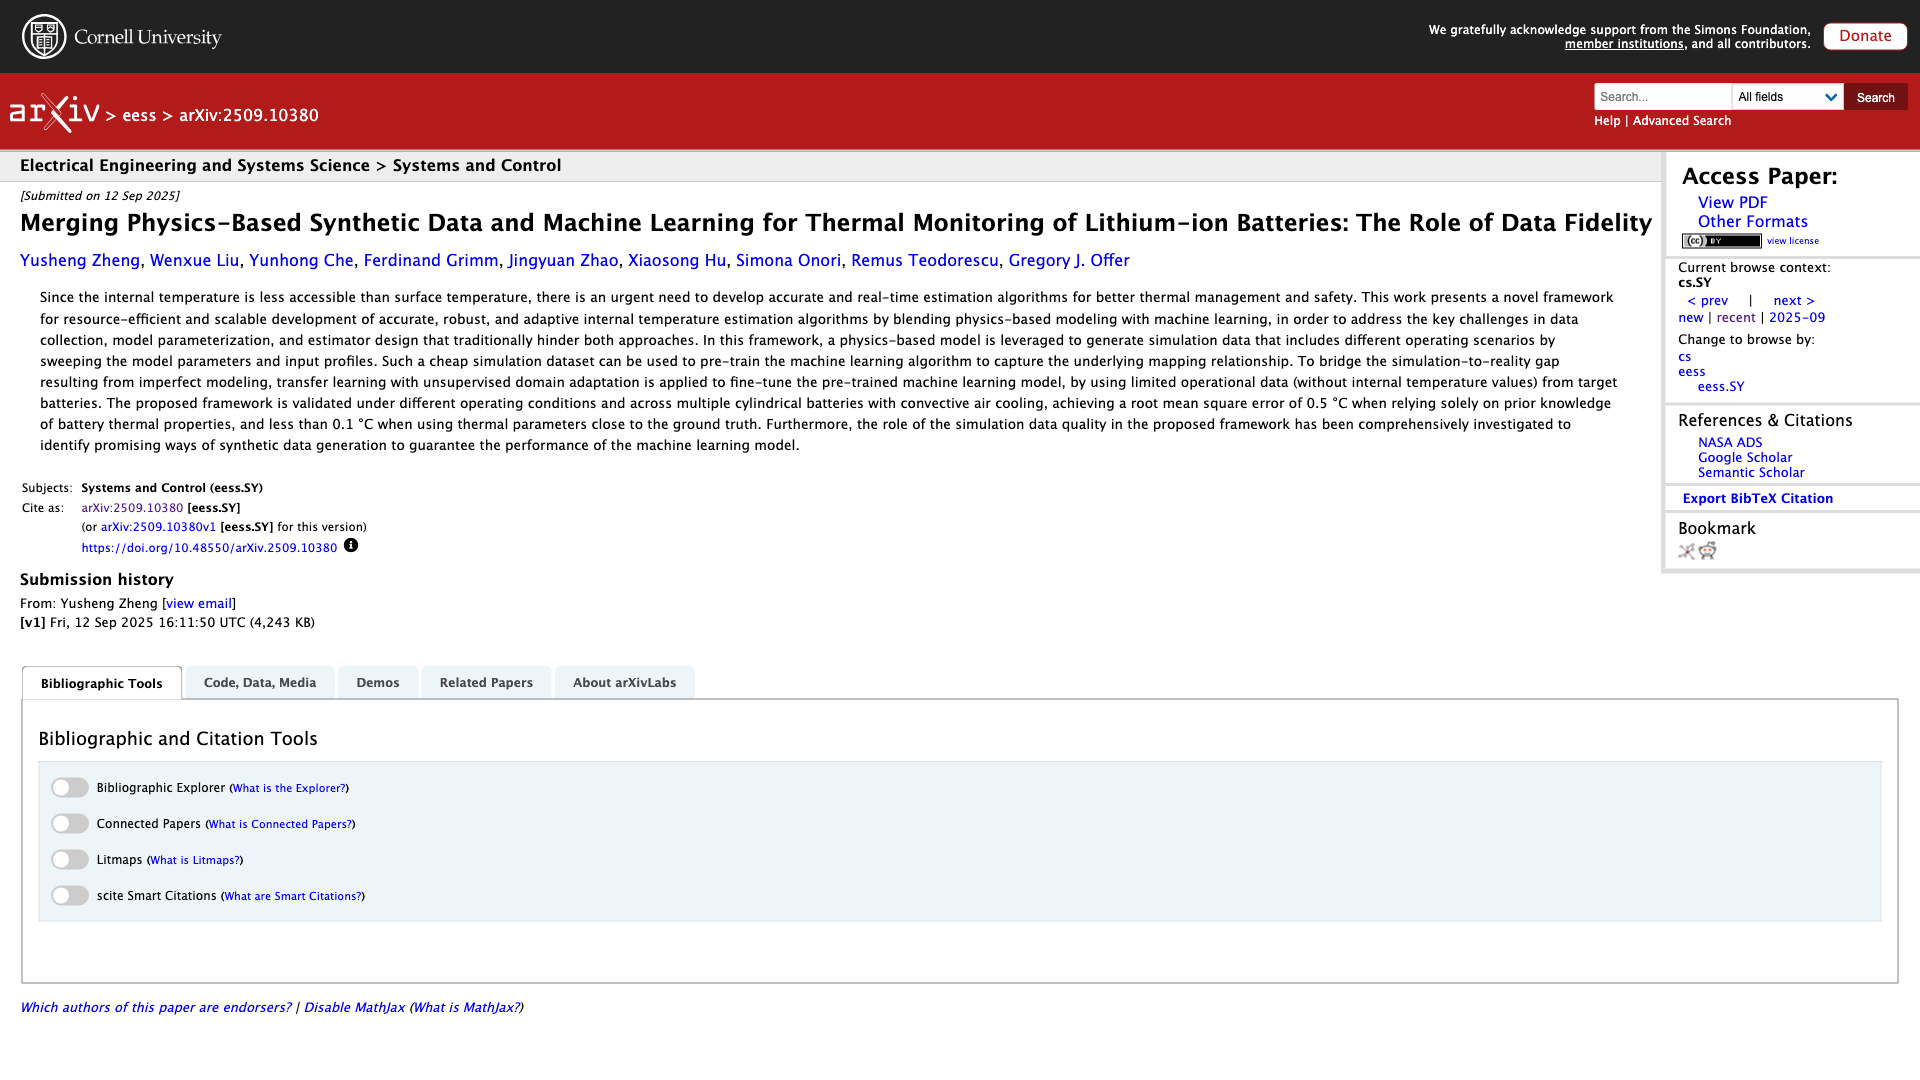 Cornell University
We gratefully acknowledge support from the Simons Foundation,
member institutions, and all contributors.
Donate
arXiv > eess > arXiv:2509.10380
Search...
All fields
Search
Help | Advanced Search
Electrical Engineering and Systems Science > Systems and Control
[Submitted on 12 Sep 2025]
Merging Physics-Based Synthetic Data and Machine Learning for Thermal Monitoring of Lithium-ion Batteries: The Role of Data Fidelity
Yusheng Zheng, Wenxue Liu, Yunhong Che, Ferdinand Grimm, Jingyuan Zhao, Xiaosong Hu, Simona Onori, Remus Teodorescu, Gregory J. Offer
Since the internal temperature is less accessible than surface temperature, there is an urgent need to develop accurate and real-time estimation algorithms for better thermal management and safety. This work presents a novel framework
for resource-efficient and scalable development of accurate, robust, and adaptive internal temperature estimation algorithms by blending physics-based modeling with machine learning, in order to address the key challenges in data
collection, model parameterization, and estimator design that traditionally hinder both approaches. In this framework, a physics-based model is leveraged to generate simulation data that includes different operating scenarios by
sweeping the model parameters and input profiles. Such a cheap simulation dataset can be used to pre-train the machine learning algorithm to capture the underlying mapping relationship. To bridge the simulation-to-reality gap
resulting from imperfect modeling, transfer learning with unsupervised domain adaptation is applied to fine-tune the pre-trained machine learning model, by using limited operational data (without internal temperature values) from target
batteries. The proposed framework is validated under different operating conditions and across multiple cylindrical batteries with convective air cooling, achieving a root mean square error of 0.5 °C when relying solely on prior knowledge
of battery thermal properties, and less than 0.1 °C when using thermal parameters close to the ground truth. Furthermore, the role of the simulation data quality in the proposed framework has been comprehensively investigated to
identify promising ways of synthetic data generation to guarantee the performance of the machine learning model.
Subjects: Systems and Control (eess.SY)
Cite as: arXiv:2509.10380 [eess.SY]
(or arXiv:2509.10380v1 [eess.SY] for this version)
https://doi.org/10.48550/arXiv.2509.10380
Submission history
From: Yusheng Zheng [view email]
[v1] Fri, 12 Sep 2025 16:11:50 UTC (4,243 KB)
Access Paper:
View PDF
Other Formats
(cc) BY view license
Current browse context:
cs.SY
< prev | next >
new | recent | 2025-09
Change to browse by:
cs
eess
eess.SY
References & Citations
NASA ADS
Google Scholar
Semantic Scholar
Export BibTeX Citation
Bookmark
Bibliographic Tools
Code, Data, Media
Demos
Related Papers
About arXivLabs
Bibliographic and Citation Tools
Bibliographic Explorer (What is the Explorer?)
Connected Papers (What is Connected Papers?)
Litmaps (What is Litmaps?)
scite Smart Citations (What are Smart Citations?)
Which authors of this paper are endorsers? | Disable MathJax (What is MathJax?)